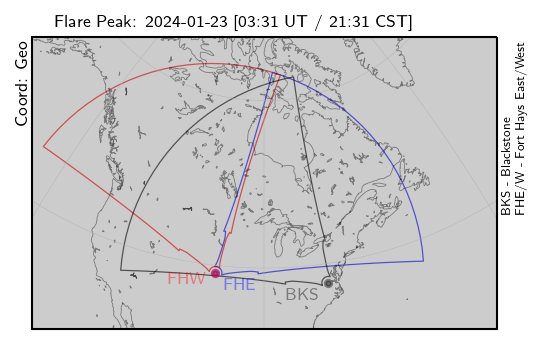 Flare Peak: 2024-01-23 [03:31 UT / 21:31 CST]
Coord: Geo
FHW
FHE
BKS
BKS - Blackstone
FHE/W - Fort Hays East/West